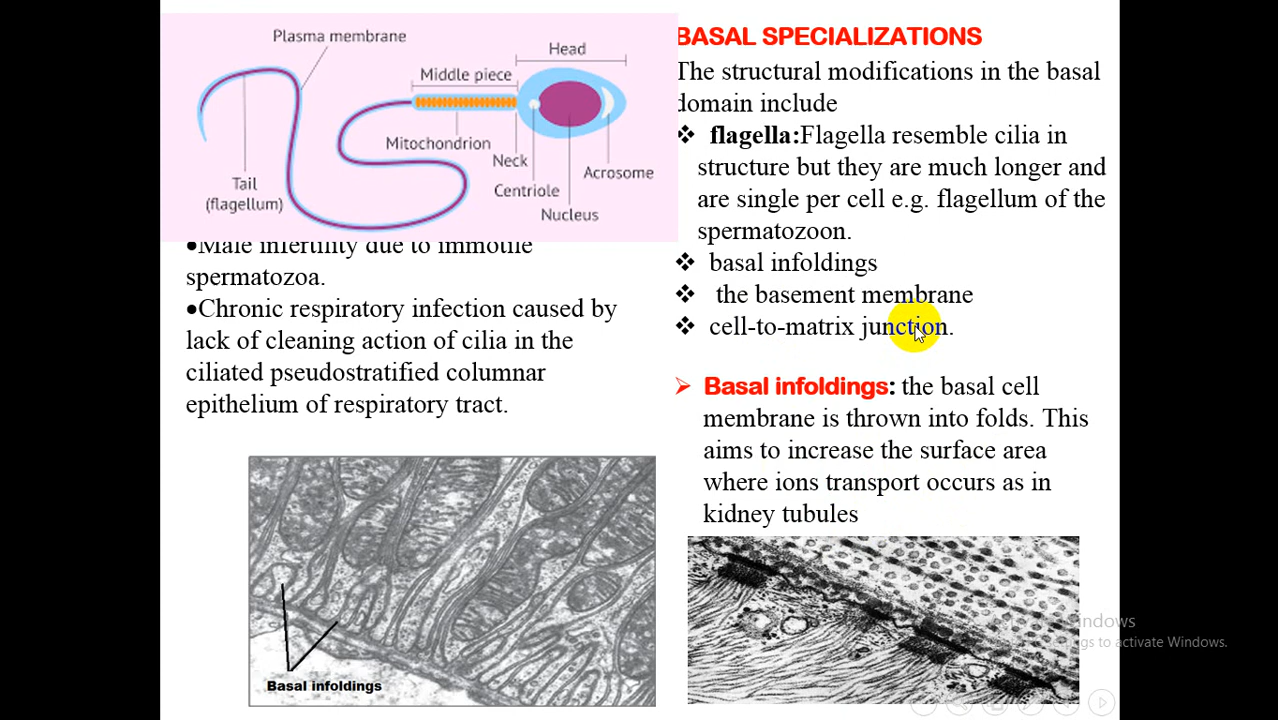 Plasma membrane
Head
Middle piece
Mitochondrion
Neck
Acrosome
Centriole
Tail
(flagellum)
Nucleus
•Male infertility due to immotile
spermatozoa.
•Chronic respiratory infection caused by
lack of cleaning action of cilia in the
ciliated pseudostratified columnar
epithelium of respiratory tract.
Basal infoldings
BASAL SPECIALIZATIONS
The structural modifications in the basal
domain include
❖ flagella:Flagella resemble cilia in
structure but they are much longer and
are single per cell e.g. flagellum of the
spermatozoon.
❖ basal infoldings
❖ the basement membrane
❖ cell-to-matrix junction.
➢ Basal infoldings: the basal cell
membrane is thrown into folds. This
aims to increase the surface area
where ions transport occurs as in
kidney tubules
indows
gs to activate Windows.